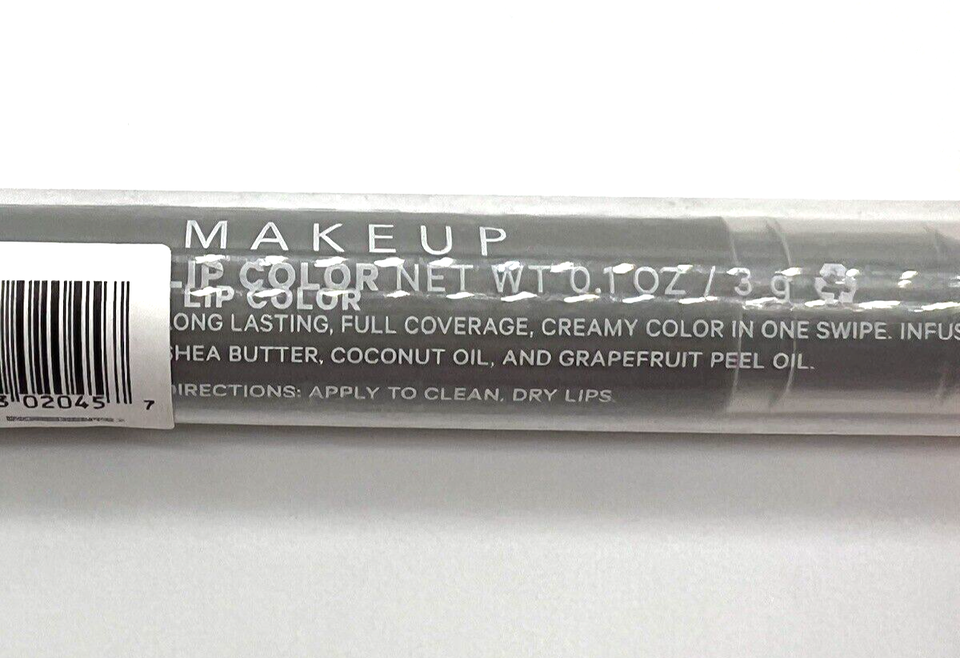 MAKEUP
LIP COLOR NET WT 0.1 OZ / 3 g
LIP COLOR
LONG LASTING, FULL COVERAGE, CREAMY COLOR IN ONE SWIPE. INFUS
SHEA BUTTER, COCONUT OIL, AND GRAPEFRUIT PEEL OIL.
DIRECTIONS: APPLY TO CLEAN, DRY LIPS.
02045 7